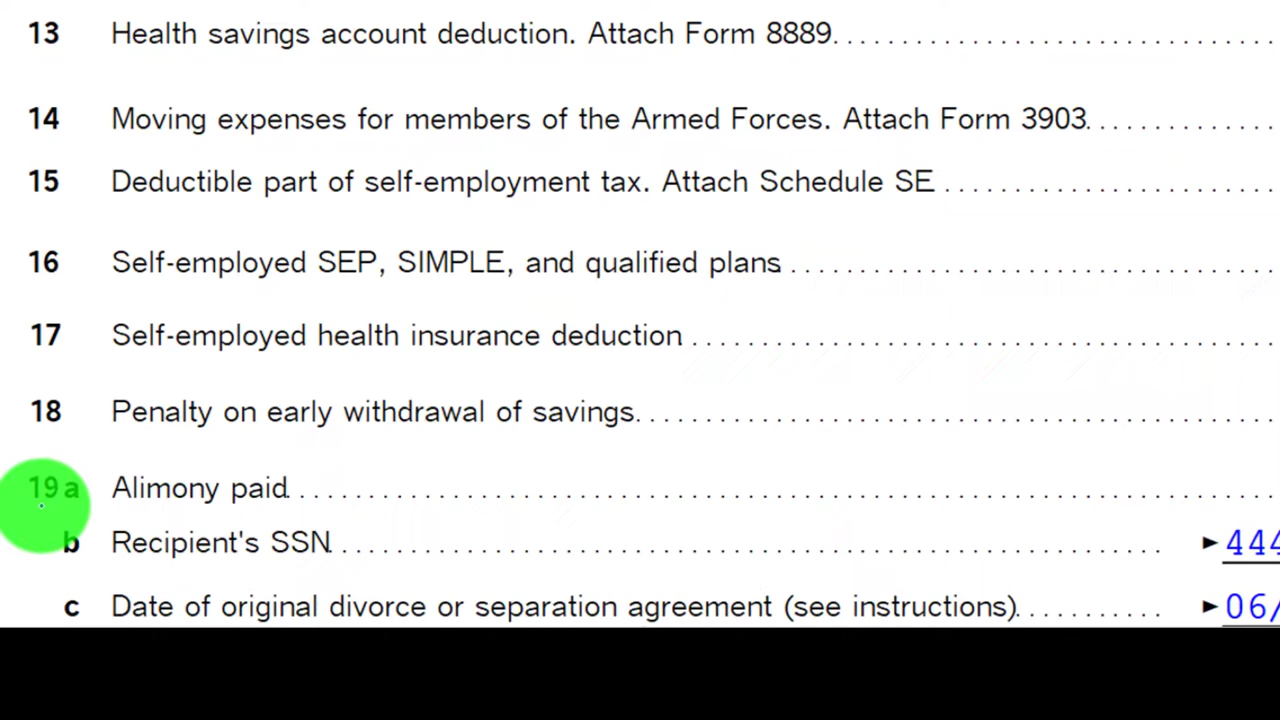 13 Health savings account deduction. Attach Form 8889
14 Moving expenses for members of the Armed Forces. Attach Form 3903
15 Deductible part of self-employment tax. Attach Schedule SE
16 Self-employed SEP, SIMPLE, and qualified plans
17 Self-employed health insurance deduction
18 Penalty on early withdrawal of savings
19 a Alimony paid
b Recipient's SSN ► 444
c Date of original divorce or separation agreement (see instructions) ► 06/